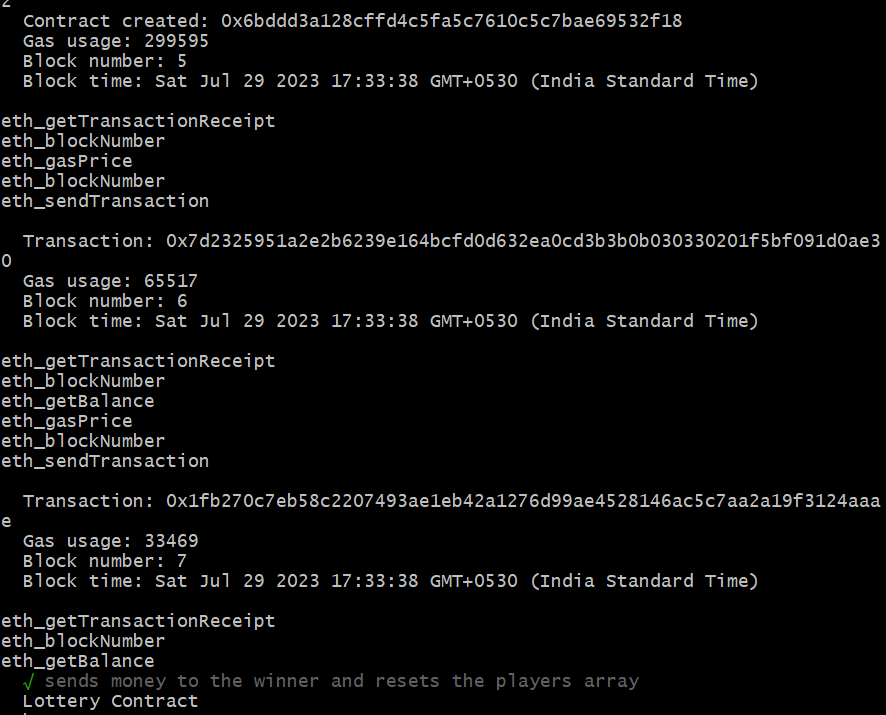 2
Contract created: 0x6bddd3a128cffd4c5fa5c7610c5c7bae69532f18
Gas usage: 299595
Block number: 5
Block time: Sat Jul 29 2023 17:33:38 GMT+0530 (India Standard Time)
eth_getTransactionReceipt
eth_blockNumber
eth_gasPrice
eth_blockNumber
eth_sendTransaction
Transaction: 0x7d2325951a2e2b6239e164bcfd0d632ea0cd3b3b0b030330201f5bf091d0ae3
0
Gas usage: 65517
Block number: 6
Block time: Sat Jul 29 2023 17:33:38 GMT+0530 (India Standard Time)
eth_getTransactionReceipt
eth_blockNumber
eth_getBalance
eth_gasPrice
eth_blockNumber
eth_sendTransaction
Transaction: 0x1fb270c7eb58c2207493ae1eb42a1276d99ae4528146ac5c7aa2a19f3124aaa
e
Gas usage: 33469
Block number: 7
Block time: Sat Jul 29 2023 17:33:38 GMT+0530 (India Standard Time)
eth_getTransactionReceipt
eth_blockNumber
eth_getBalance
√ sends money to the winner and resets the players array
Lottery Contract